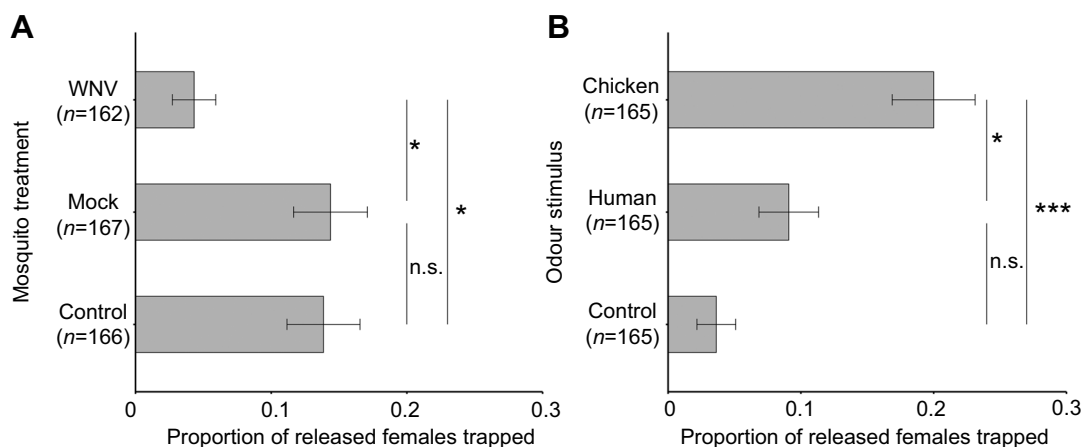 A
Mosquito treatment
WNV
(n=162)
Mock
(n=167)
Control
(n=166)
*
*
n.s.
0
0.1
0.2
0.3
Proportion of released females trapped
B
Odour stimulus
Chicken
(n=165)
Human
(n=165)
Control
(n=165)
*
***
n.s.
0
0.1
0.2
0.3
Proportion of released females trapped